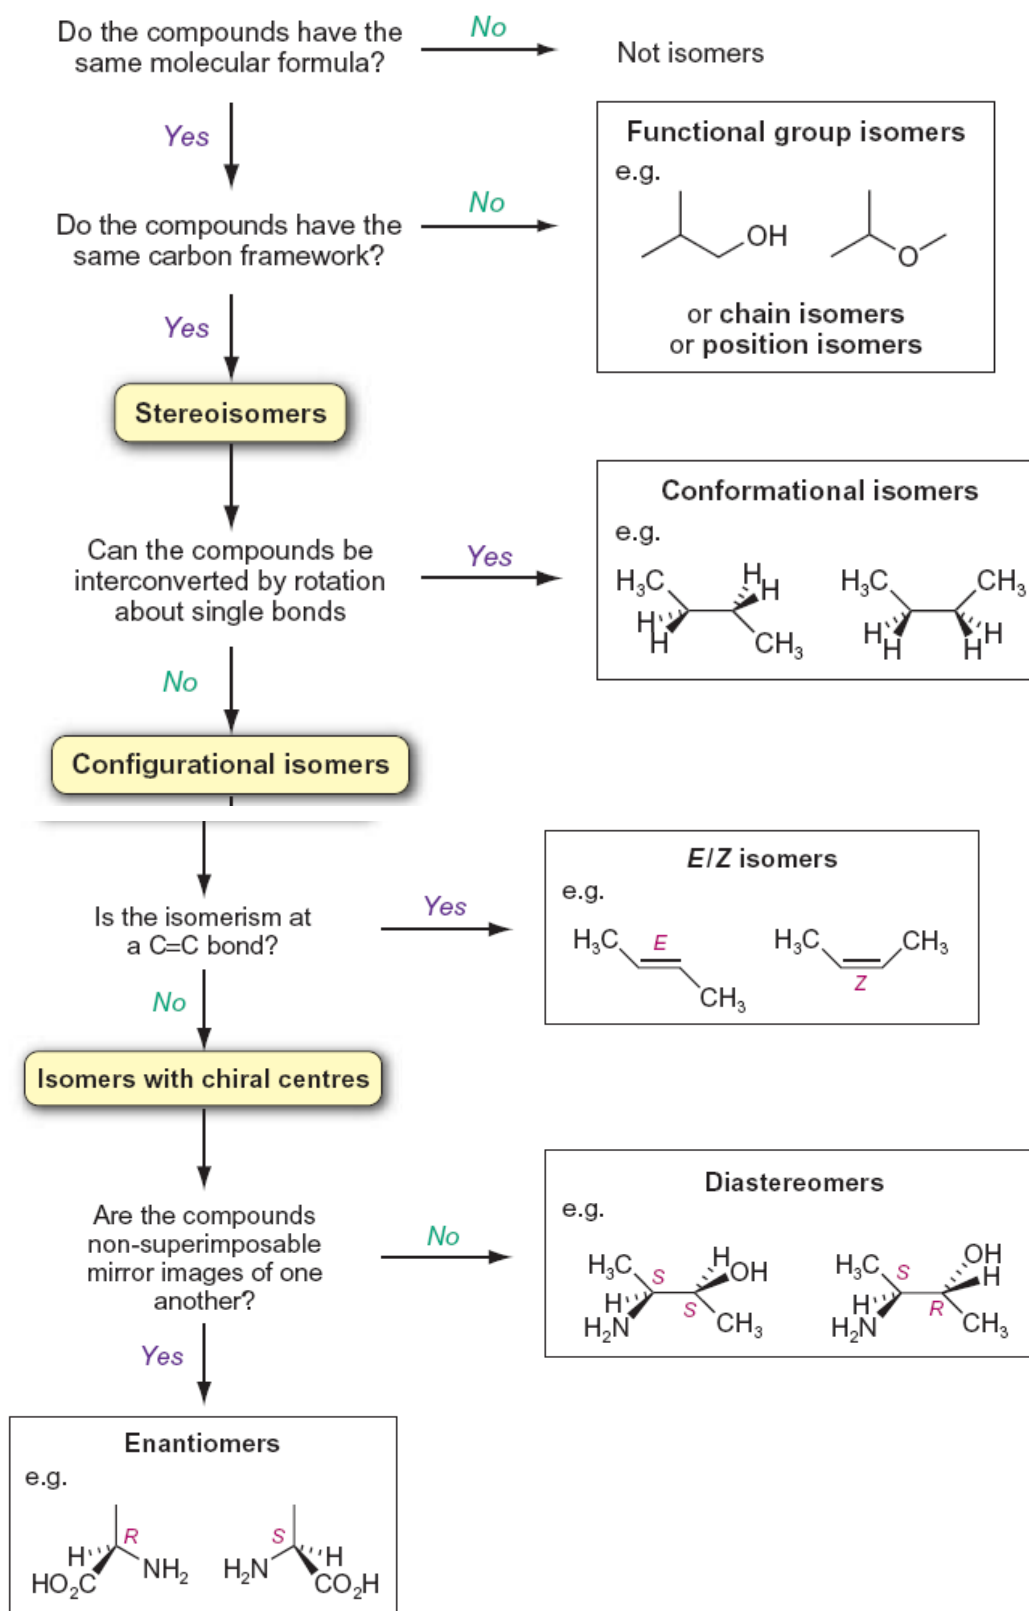 Do the compounds have the
same molecular formula?
No
Not isomers
Yes
Functional group isomers
e.g.
OH
O
or chain isomers
or position isomers
Do the compounds have the
same carbon framework?
No
Yes
Stereoisomers
Can the compounds be
interconverted by rotation
about single bonds
Yes
Conformational isomers
e.g.
H₃C H H H H CH₃
H₃C CH₃ H H H H
No
Configurational isomers
Is the isomerism at
a C=C bond?
Yes
E/Z isomers
e.g.
H₃C E CH₃
H₃C CH₃ Z
No
Isomers with chiral centres
Are the compounds
non-superimposable
mirror images of one
another?
No
Diastereomers
e.g.
H₃C S H OH H H₂N S CH₃
H₃C S OH H H H₂N R CH₃
Yes
Enantiomers
e.g.
R H HO₂C NH₂
S H₂N H CO₂H